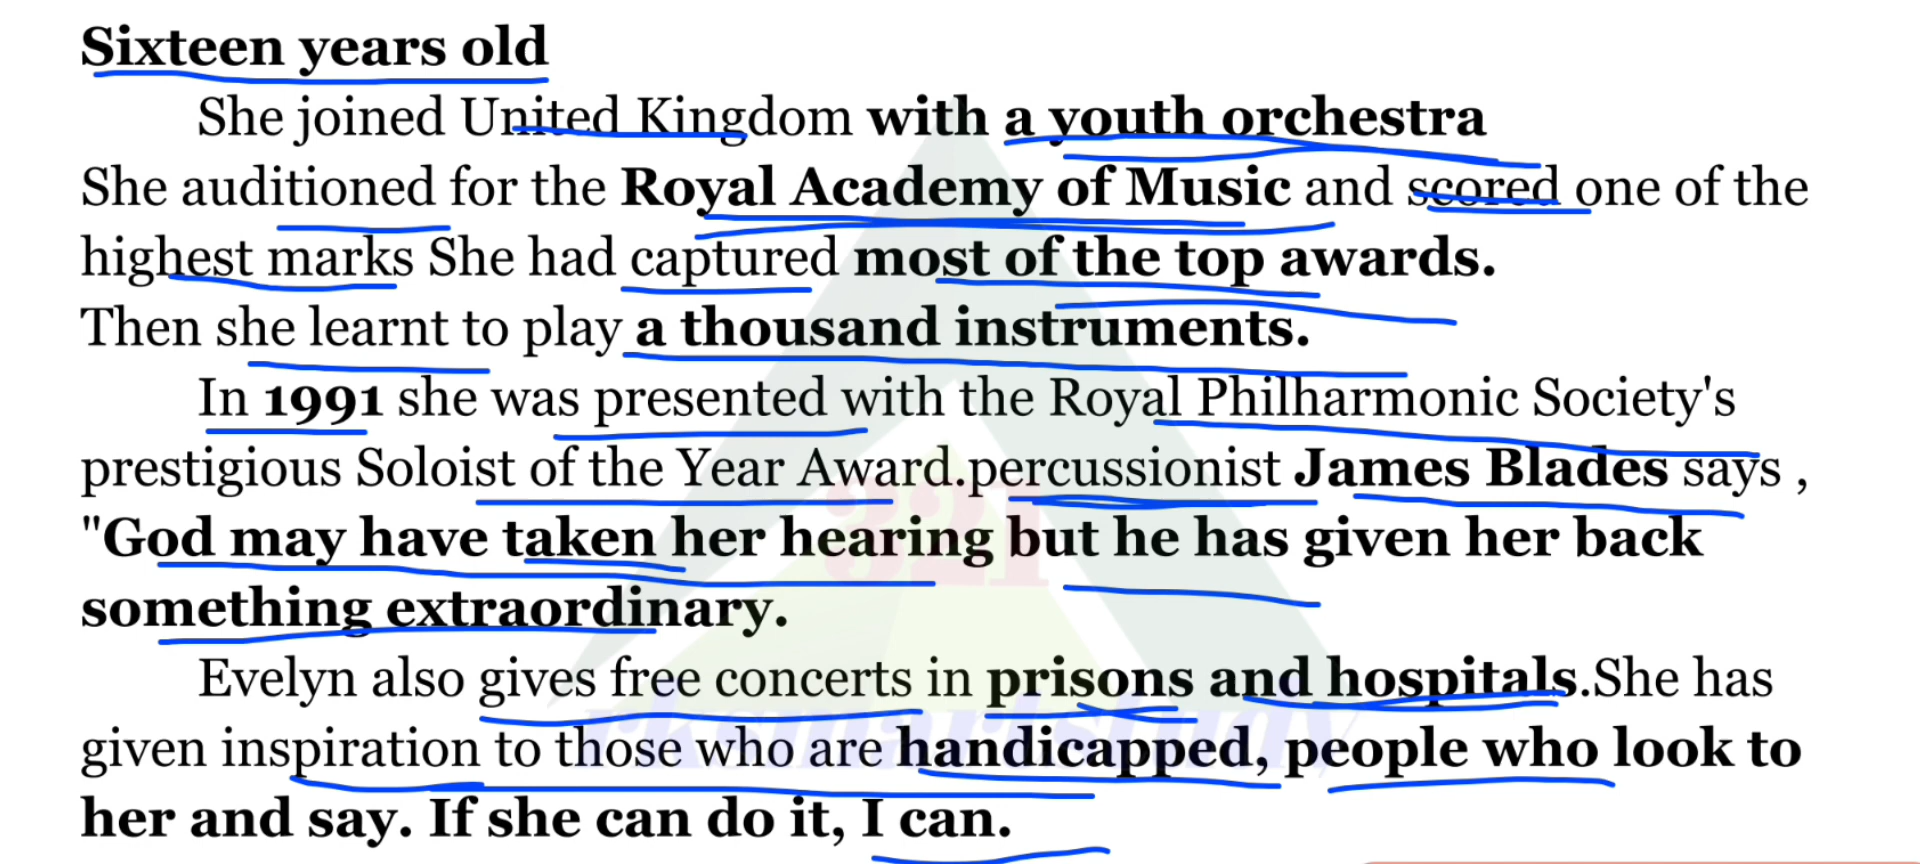 Sixteen years old
She joined United Kingdom with a youth orchestra
She auditioned for the Royal Academy of Music and scored one of the
highest marks She had captured most of the top awards.
Then she learnt to play a thousand instruments.
In 1991 she was presented with the Royal Philharmonic Society's
prestigious Soloist of the Year Award.percussionist James Blades says ,
"God may have taken her hearing but he has given her back
something extraordinary.
Evelyn also gives free concerts in prisons and hospitals.She has
given inspiration to those who are handicapped, people who look to
her and say. If she can do it, I can.
321